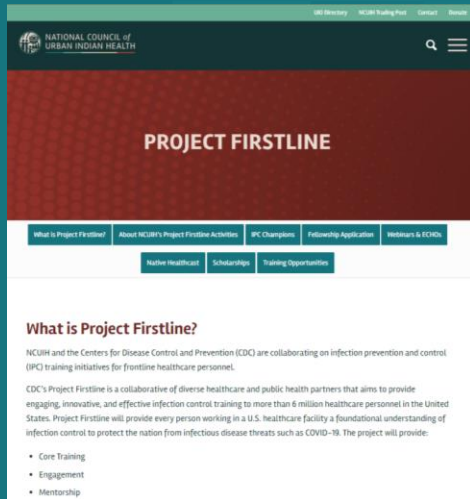 UIO Directory NCUIH Trading Post Contact Donate
NATIONAL COUNCIL of
URBAN INDIAN HEALTH
PROJECT FIRSTLINE
What is Project Firstline? About NCUIH's Project Firstline Activities IPC Champions Fellowship Application Webinars & ECHOs
Native Healthcast Scholarships Training Opportunities
What is Project Firstline?
NCUIH and the Centers for Disease Control and Prevention (CDC) are collaborating on infection prevention and control
(IPC) training initiatives for frontline healthcare personnel.
CDC's Project Firstline is a collaborative of diverse healthcare and public health partners that aims to provide
engaging, innovative, and effective infection control training to more than 6 million healthcare personnel in the United
States. Project Firstline will provide every person working in a U.S. healthcare facility a foundational understanding of
infection control to protect the nation from infectious disease threats such as COVID-19. The project will provide:
• Core Training
• Engagement
• Mentorship